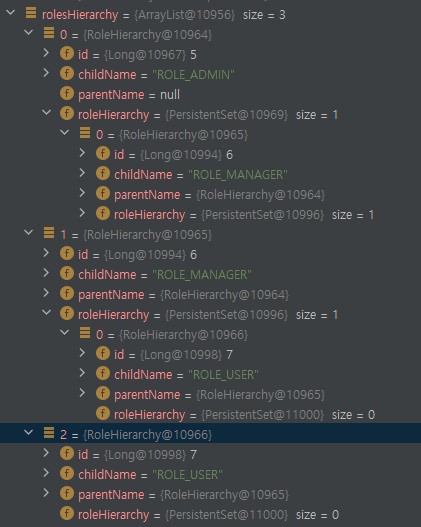 rolesHierarchy = {ArrayList@10956} size = 3
0 = {RoleHierarchy@10964}
f id = {Long@10967} 5
f childName = "ROLE_ADMIN"
f parentName = null
f roleHierarchy = {PersistentSet@10969} size = 1
0 = {RoleHierarchy@10965}
f id = {Long@10994} 6
f childName = "ROLE_MANAGER"
f parentName = {RoleHierarchy@10964}
f roleHierarchy = {PersistentSet@10996} size = 1
1 = {RoleHierarchy@10965}
f id = {Long@10994} 6
f childName = "ROLE_MANAGER"
f parentName = {RoleHierarchy@10964}
f roleHierarchy = {PersistentSet@10996} size = 1
0 = {RoleHierarchy@10966}
f id = {Long@10998} 7
f childName = "ROLE_USER"
f parentName = {RoleHierarchy@10965}
f roleHierarchy = {PersistentSet@11000} size = 0
2 = {RoleHierarchy@10966}
f id = {Long@10998} 7
f childName = "ROLE_USER"
f parentName = {RoleHierarchy@10965}
f roleHierarchy = {PersistentSet@11000} size = 0